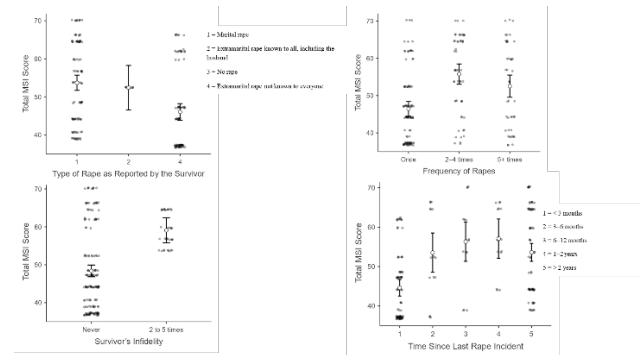 70
60
50
40
Total MSI Score
1
2
4
Type of Rape as Reported by the Survivor
1 = Marital rape
2 = Extramarital rape known to all, including the
husband
3 = No rape
4 = Extramarital rape not known to everyone
70
60
50
40
Total MSI Score
Once
2–4 times
5+ times
Frequency of Rapes
70
60
50
40
Total MSI Score
Never
2 to 5 times
Survivor's Infidelity
70
60
50
40
Total MSI Score
1
2
3
4
5
Time Since Last Rape Incident
1 = < 3 months
2 = 3–6 months
3 = 6–12 months
4 = 1–2 years
5 = > 2 years